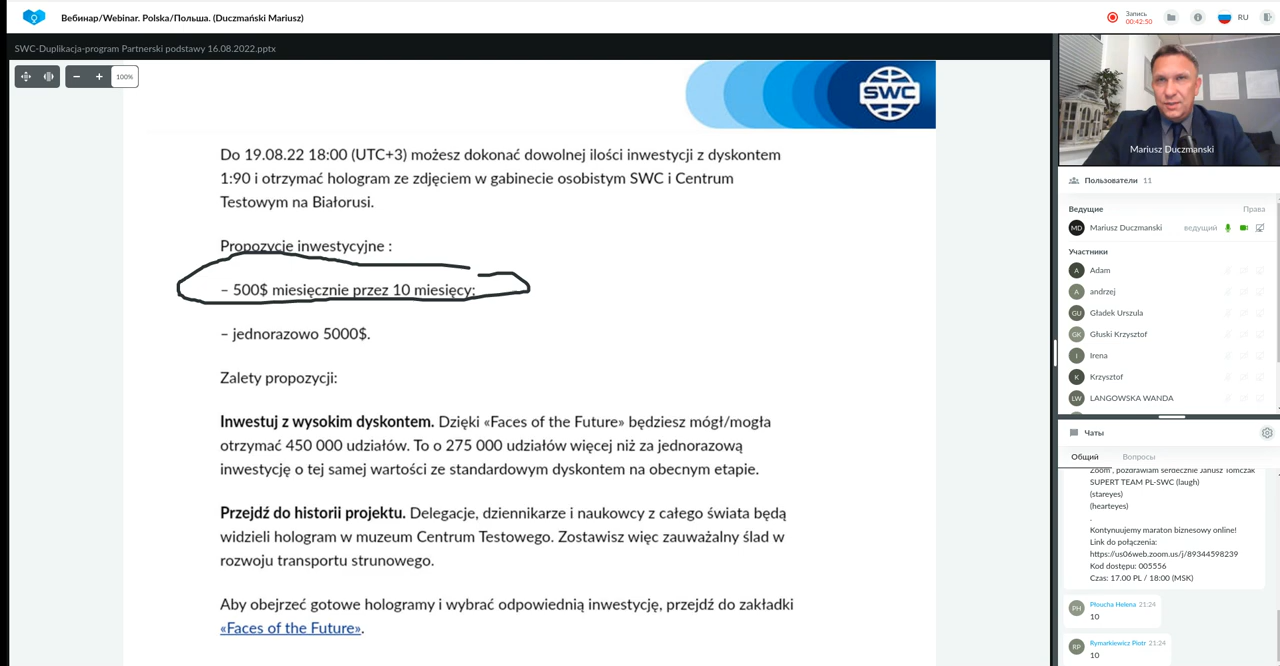 Вебинар/Webinar. Polska/Польша. (Duczmański Mariusz)
Запись
00:42:50
RU
SWC-Duplikacja-program Partnerski podstawy 16.08.2022.pptx
100%
SWC
Do 19.08.22 18:00 (UTC+3) możesz dokonać dowolnej ilości inwestycji z dyskontem
1:90 i otrzymać hologram ze zdjęciem w gabinecie osobistym SWC i Centrum
Testowym na Białorusi.
Propozycje inwestycyjne :
– 500$ miesięcznie przez 10 miesięcy;
– jednorazowo 5000$.
Zalety propozycji:
Inwestuj z wysokim dyskontem. Dzięki «Faces of the Future» będziesz mógł/mogła
otrzymać 450 000 udziałów. To o 275 000 udziałów więcej niż za jednorazową
inwestycję o tej samej wartości ze standardowym dyskontem na obecnym etapie.
Przejdź do historii projektu. Delegacje, dziennikarze i naukowcy z całego świata będą
widzieli hologram w muzeum Centrum Testowego. Zostawisz więc zauważalny ślad w
rozwoju transportu strunowego.
Aby obejrzeć gotowe hologramy i wybrać odpowiednią inwestycję, przejdź do zakładki
«Faces of the Future».
Mariusz Duczmanski
Пользователи 11
Ведущие Права
MD Mariusz Duczmanski ведущий
Участники
A Adam
A andrzej
GU Gładek Urszula
GK Głuski Krzysztof
I Irena
K Krzysztof
LW LANGOWSKA WANDA
Чаты
Общий Вопросы
Zoom", pozdrawiam serdecznie Janusz Tomczak
SUPERT TEAM PL-SWC (laugh)
(stareyes)
(hearteyes)
.
Kontynuujemy maraton biznesowy online!
Link do połączenia:
https://us06web.zoom.us/j/89344598239
Kod dostępu: 005556
Czas: 17.00 PL / 18:00 (MSK)
PH Płoucha Helena 21:24
10
RP Rymarkiewicz Piotr 21:24
10